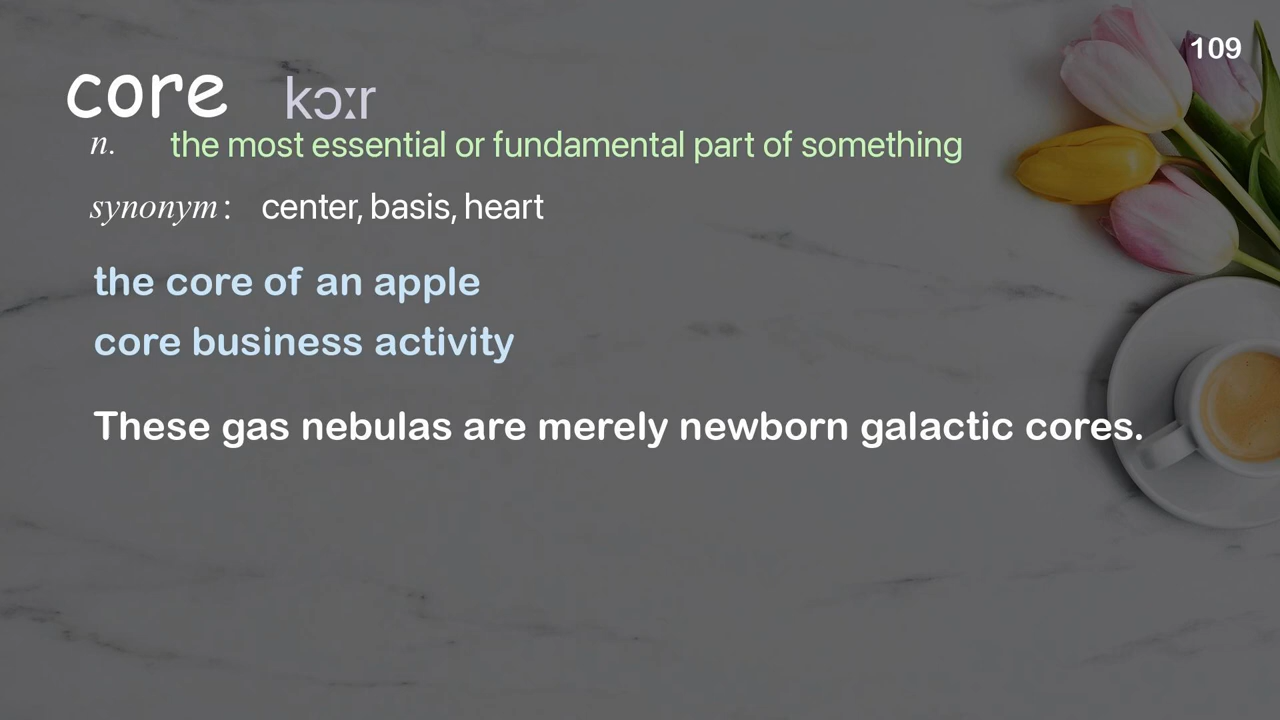 109
core kɔːr
n. the most essential or fundamental part of something
synonym: center, basis, heart
the core of an apple
core business activity
These gas nebulas are merely newborn galactic cores.